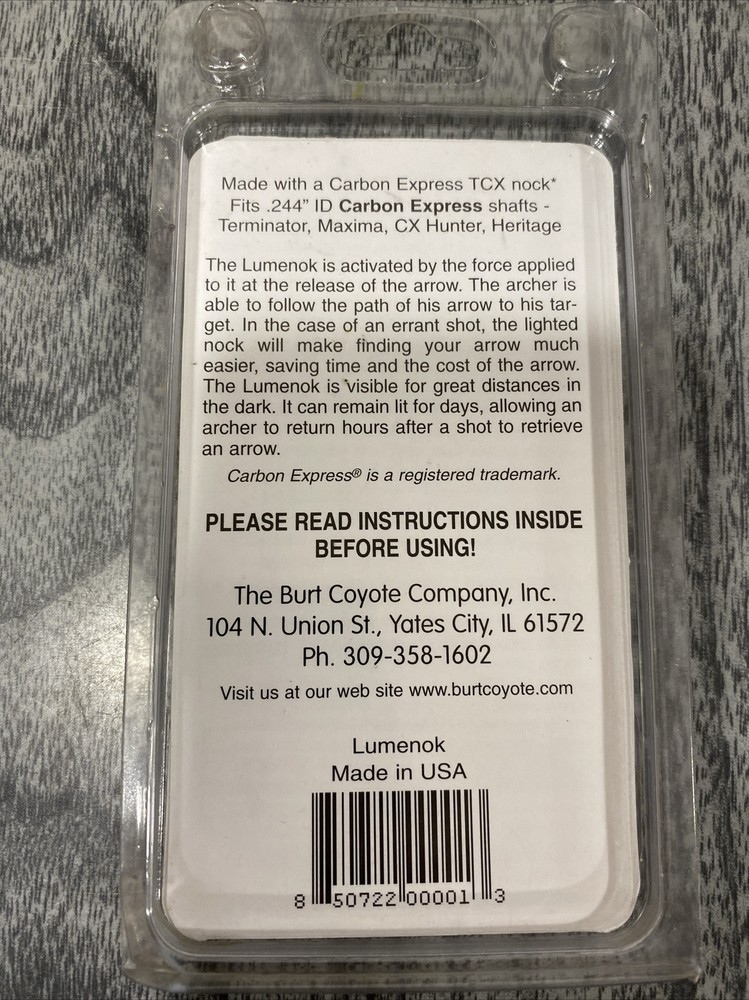 Made with a Carbon Express TCX nock*
Fits .244" ID Carbon Express shafts -
Terminator, Maxima, CX Hunter, Heritage
The Lumenok is activated by the force applied
to it at the release of the arrow. The archer is
able to follow the path of his arrow to his tar-
get. In the case of an errant shot, the lighted
nock will make finding your arrow much
easier, saving time and the cost of the arrow.
The Lumenok is visible for great distances in
the dark. It can remain lit for days, allowing an
archer to return hours after a shot to retrieve
an arrow.
Carbon Express® is a registered trademark.
PLEASE READ INSTRUCTIONS INSIDE
BEFORE USING!
The Burt Coyote Company, Inc.
104 N. Union St., Yates City, IL 61572
Ph. 309-358-1602
Visit us at our web site www.burtcoyote.com
Lumenok
Made in USA
8 50722 00001 3